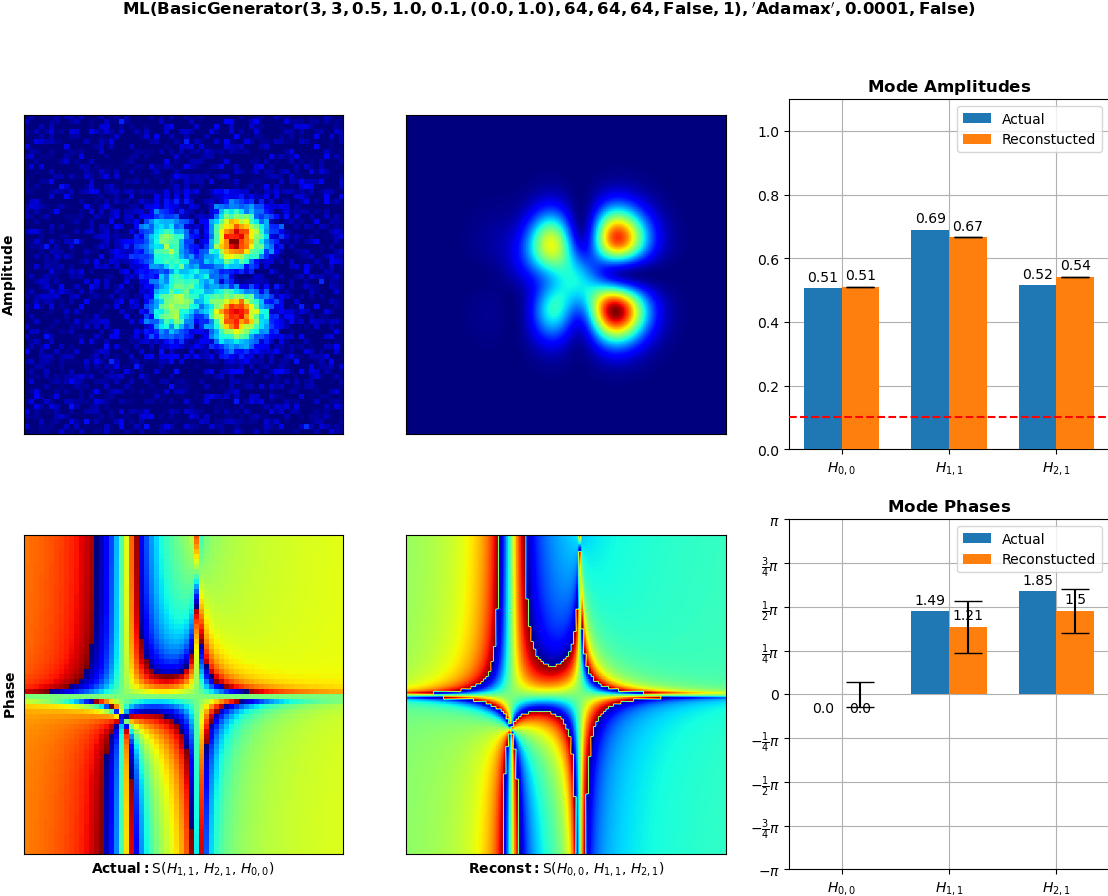 ML(BasicGenerator(3, 3, 0.5, 1.0, 0.1, (0.0, 1.0), 64, 64, 64, False, 1), ′Adamax′, 0.0001, False)
Amplitude
Mode Amplitudes
Actual
Reconstucted
1.0
0.8
0.6
0.4
0.2
0.0
0.51
0.51
0.69
0.67
0.52
0.54
H0,0
H1,1
H2,1
Phase
Actual: S(H1,1, H2,1, H0,0)
Reconst: S(H0,0, H1,1, H2,1)
Mode Phases
Actual
Reconstucted
π
3/4π
1/2π
1/4π
0
−1/4π
−1/2π
−3/4π
−π
0.0
0.0
1.49
1.21
1.85
1.5
H0,0
H1,1
H2,1